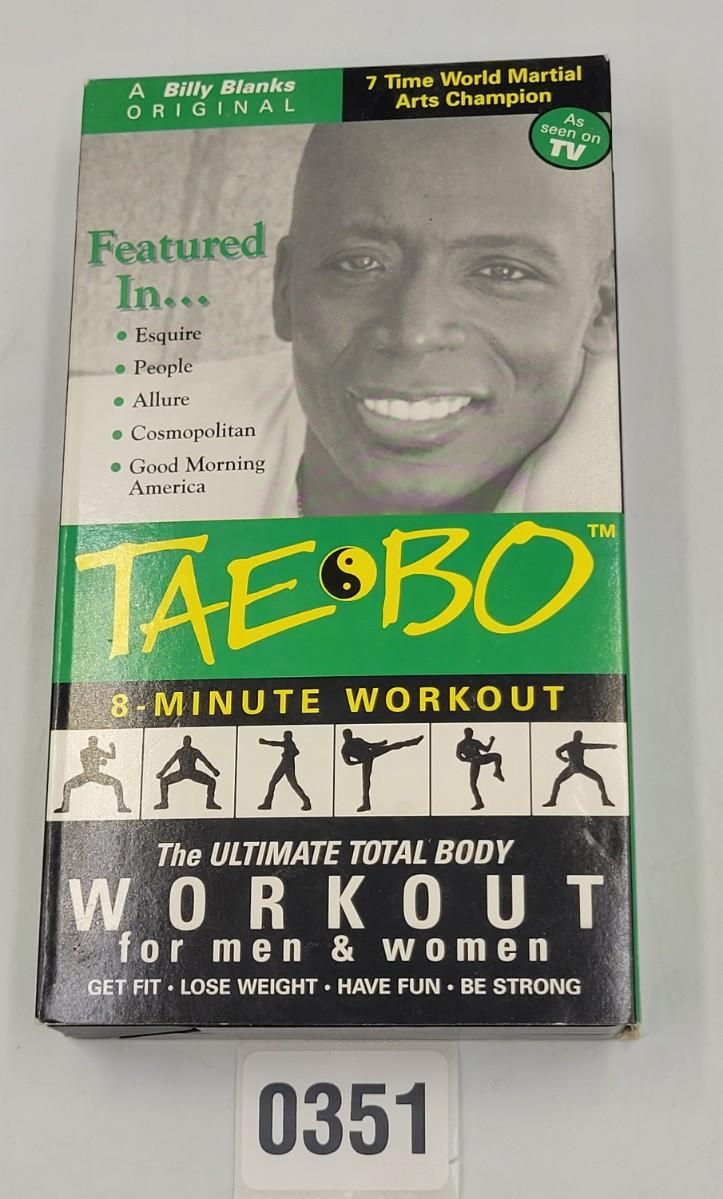 A Billy Blanks
ORIGINAL
7 Time World Martial
Arts Champion
As
seen on
TV
Featured
In...
• Esquire
• People
• Allure
• Cosmopolitan
• Good Morning
America
TAE BO™
8-MINUTE WORKOUT
The ULTIMATE TOTAL BODY
WORKOUT
for men & women
GET FIT • LOSE WEIGHT • HAVE FUN • BE STRONG
0351